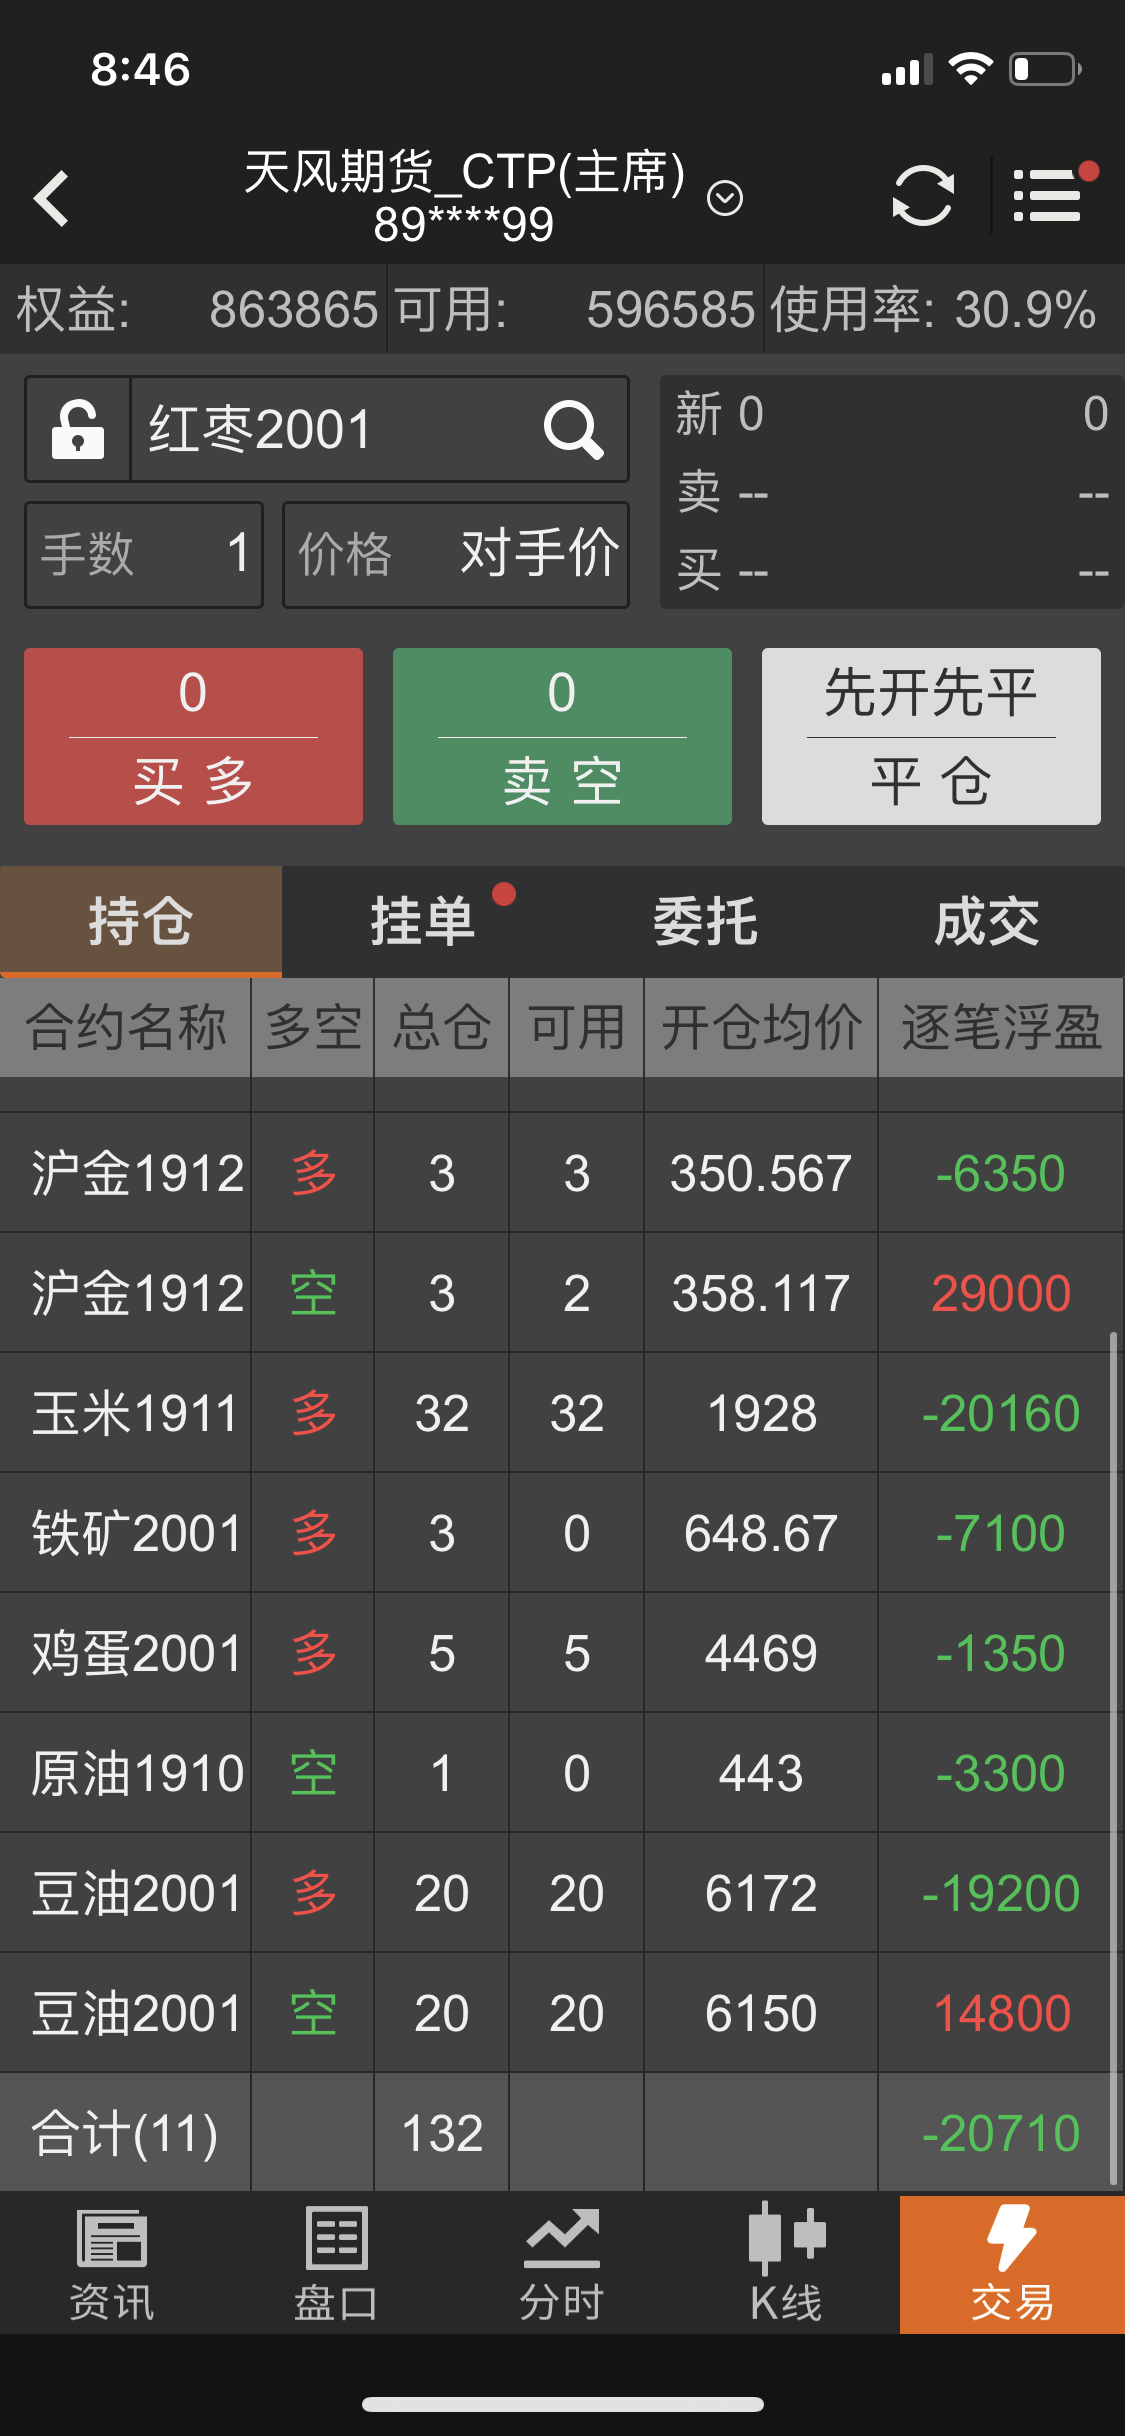 8:46
天风期货_CTP(主席)
89****99
权益: 863865 可用: 596585 使用率: 30.9%
红枣2001
新 0 0
卖 -- --
买 -- --
手数 1 价格 对手价
0 0 先开先平
买 多 卖 空 平 仓
持仓 挂单 委托 成交
合约名称 多空 总仓 可用 开仓均价 逐笔浮盈
沪金1912 多 3 3 350.567 -6350
沪金1912 空 3 2 358.117 29000
玉米1911 多 32 32 1928 -20160
铁矿2001 多 3 0 648.67 -7100
鸡蛋2001 多 5 5 4469 -1350
原油1910 空 1 0 443 -3300
豆油2001 多 20 20 6172 -19200
豆油2001 空 20 20 6150 14800
合计(11) 132 -20710
资讯 盘口 分时 K线 交易